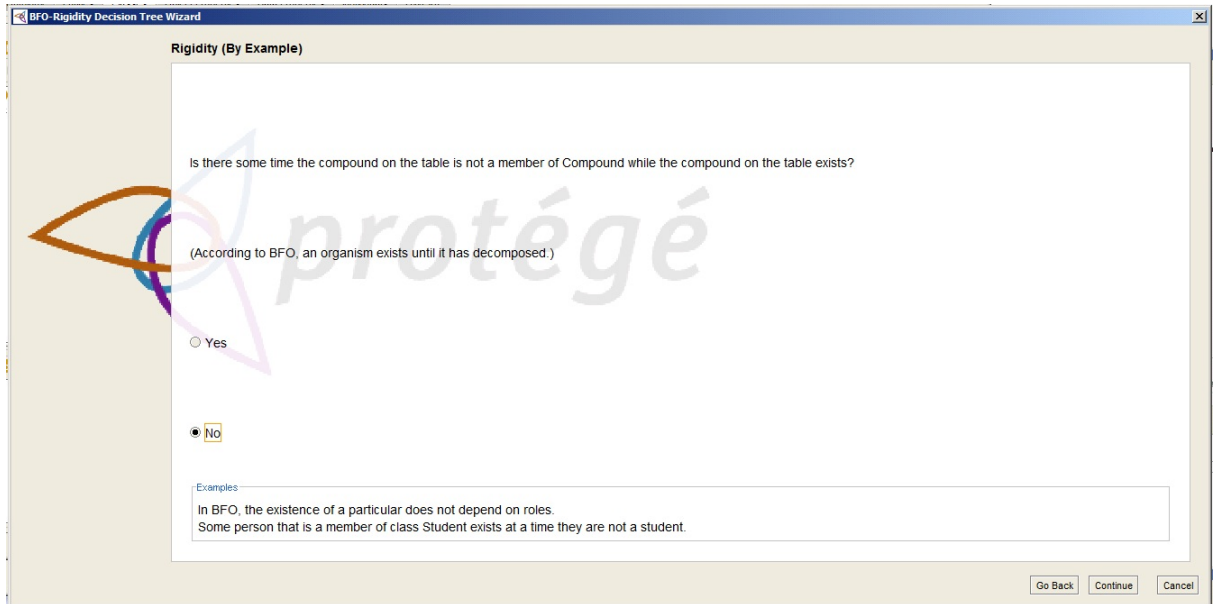 BFO-Rigidity Decision Tree Wizard
Rigidity (By Example)
Is there some time the compound on the table is not a member of Compound while the compound on the table exists?
protégé
(According to BFO, an organism exists until it has decomposed.)
Yes
No
Examples
In BFO, the existence of a particular does not depend on roles.
Some person that is a member of class Student exists at a time they are not a student.
Go Back Continue Cancel